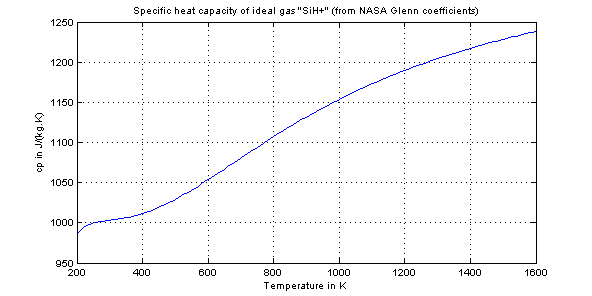 Specific heat capacity of ideal gas "SiH+" (from NASA Glenn coefficients)
1250
1200
1150
1100
1050
1000
950
cp in J/(kg.K)
200 400 600 800 1000 1200 1400 1600
Temperature in K